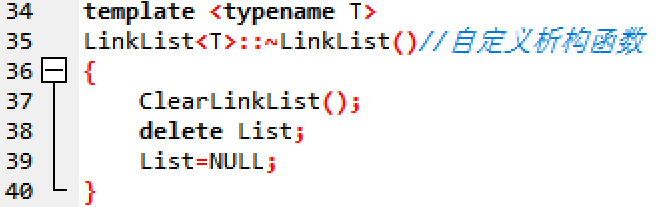 34 template <typename T>
35 LinkList<T>::~LinkList()//自定义析构函数
36 {
37 ClearLinkList();
38 delete List;
39 List=NULL;
40 }